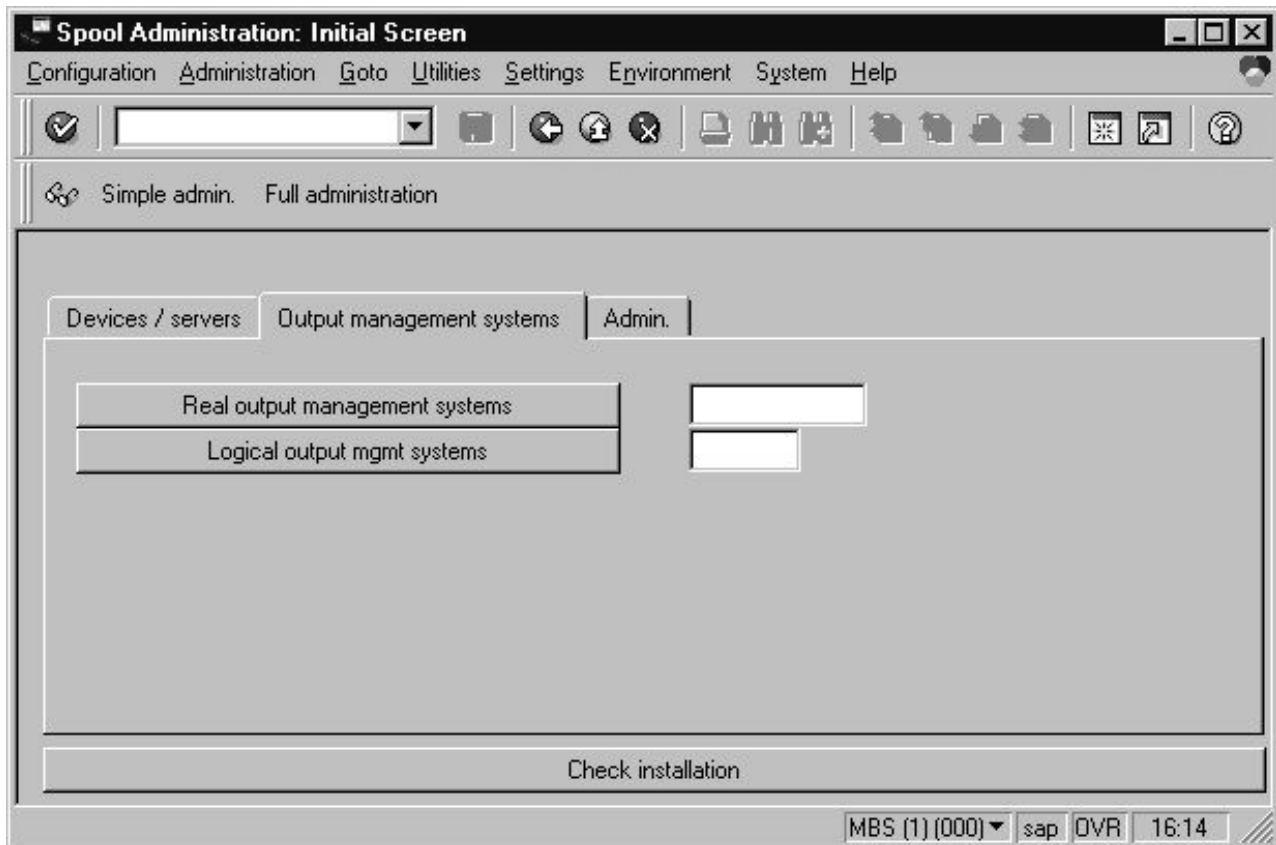 Spool Administration: Initial Screen
Configuration Administration Goto Utilities Settings Environment System Help
Simple admin. Full administration
Devices / servers Output management systems Admin.
Real output management systems
Logical output mgmt systems
Check installation
MBS (1) (000) sap OVR 16:14